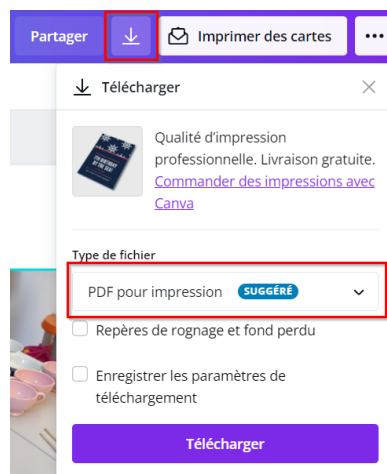 Partager
Imprimer des cartes
Télécharger
Qualité d'impression
professionnelle. Livraison gratuite.
Commander des impressions avec
Canva
Type de fichier
PDF pour impression SUGGÉRÉ
Repères de rognage et fond perdu
Enregistrer les paramètres de
téléchargement
Télécharger